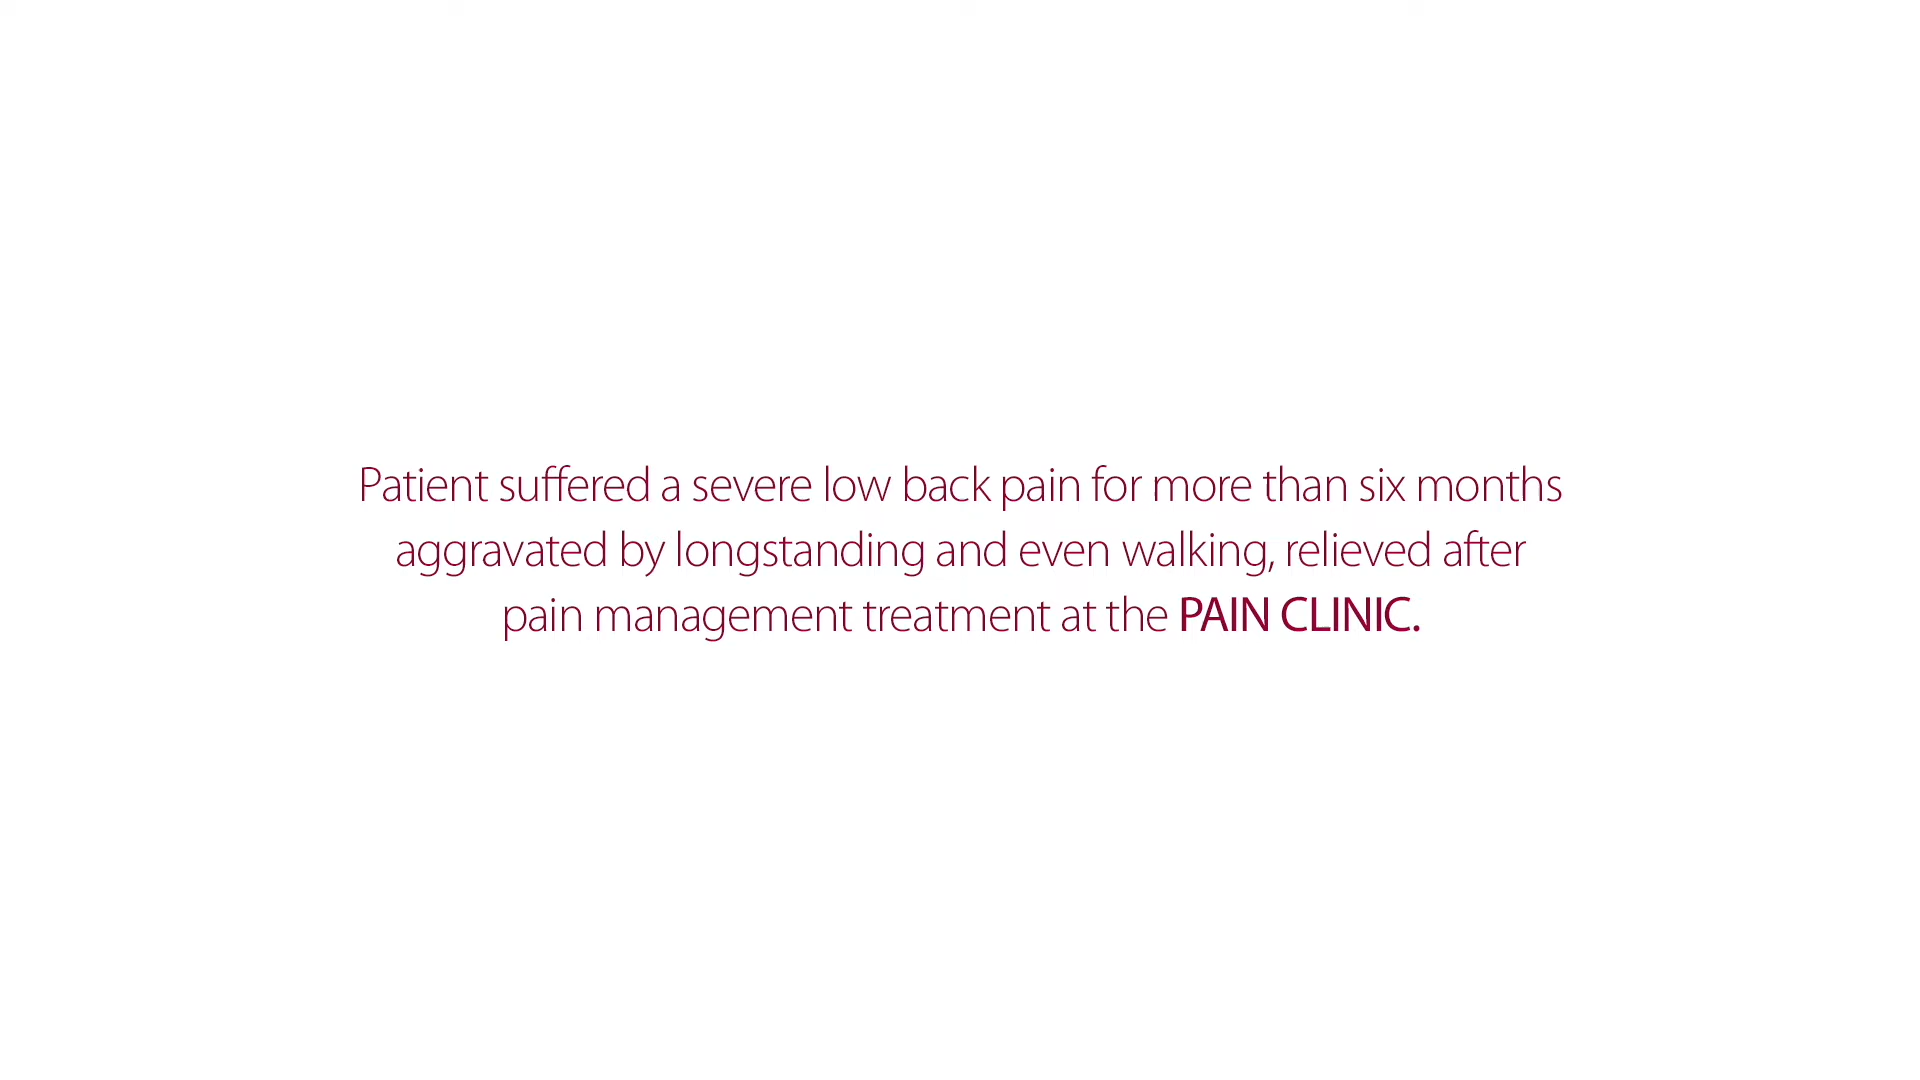 Patient suffered a severe low back pain for more than six months
aggravated by longstanding and even walking, relieved after
pain management treatment at the PAIN CLINIC.